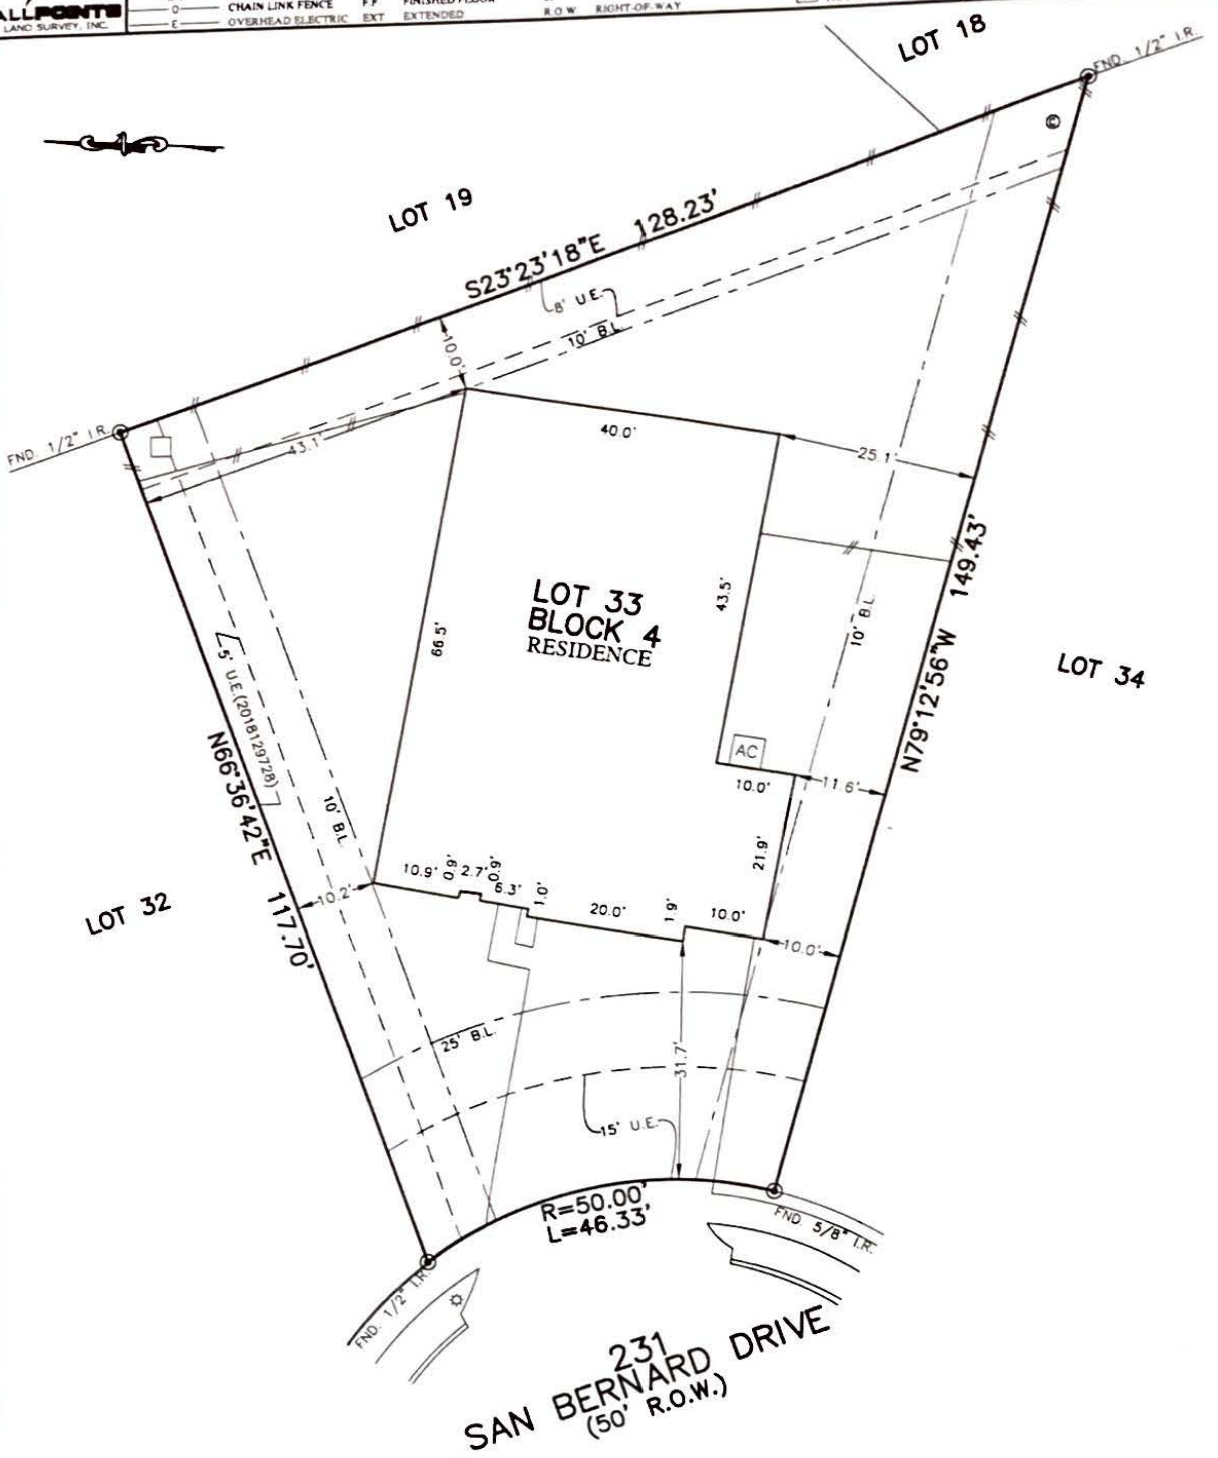 ALLPOINTS
LAND SURVEY, INC.
CHAIN LINK FENCE
E OVERHEAD ELECTRIC
F.F.
EXT EXTENDED
R.O.W RIGHT-OF-WAY
LOT 18
FND. 1/2" I.R.
©
LOT 19
S23°23'18"E 128.23'
8' U.E.
10' B.L.
10.0'
FND. 1/2" I.R.
43.1'
40.0'
25.1'
LOT 33
BLOCK 4
RESIDENCE
66.5'
43.5'
10' B.L.
N79°12'56"W 149.43'
LOT 34
5' U.E.(2018129728)
N66°36'42"E 117.70'
10' B.L.
AC
10.0'
11.6'
21.9'
LOT 32
10.2'
10.9'
0.9'
2.7'
0.9'
6.3'
1.0'
20.0'
1.9'
10.0'
10.0'
25' B.L.
31.7'
15' U.E.
R=50.00'
L=46.33'
FND. 5/8" I.R.
FND. 1/2" I.R.
231
SAN BERNARD DRIVE
(50' R.O.W.)